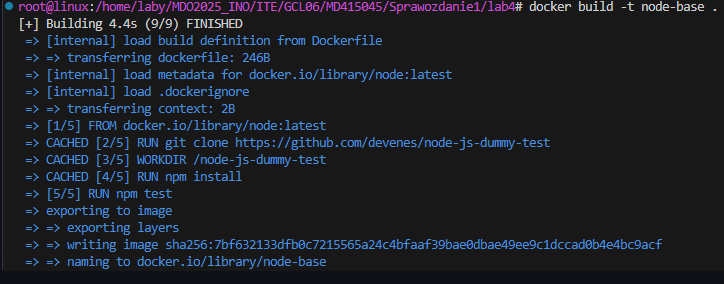 root@linux:/home/laby/MDO2025_INO/ITE/GCL06/MD415045/Sprawozdanie1/lab4# docker build -t node-base .
[+] Building 4.4s (9/9) FINISHED
=> [internal] load build definition from Dockerfile
=> => transferring dockerfile: 246B
=> [internal] load metadata for docker.io/library/node:latest
=> [internal] load .dockerignore
=> => transferring context: 2B
=> [1/5] FROM docker.io/library/node:latest
=> CACHED [2/5] RUN git clone https://github.com/devenes/node-js-dummy-test
=> CACHED [3/5] WORKDIR /node-js-dummy-test
=> CACHED [4/5] RUN npm install
=> [5/5] RUN npm test
=> exporting to image
=> => exporting layers
=> => writing image sha256:7bf632133dfb0c7215565a24c4bfaaf39bae0dbae49ee9c1dccad0b4e4bc9acf
=> => naming to docker.io/library/node-base